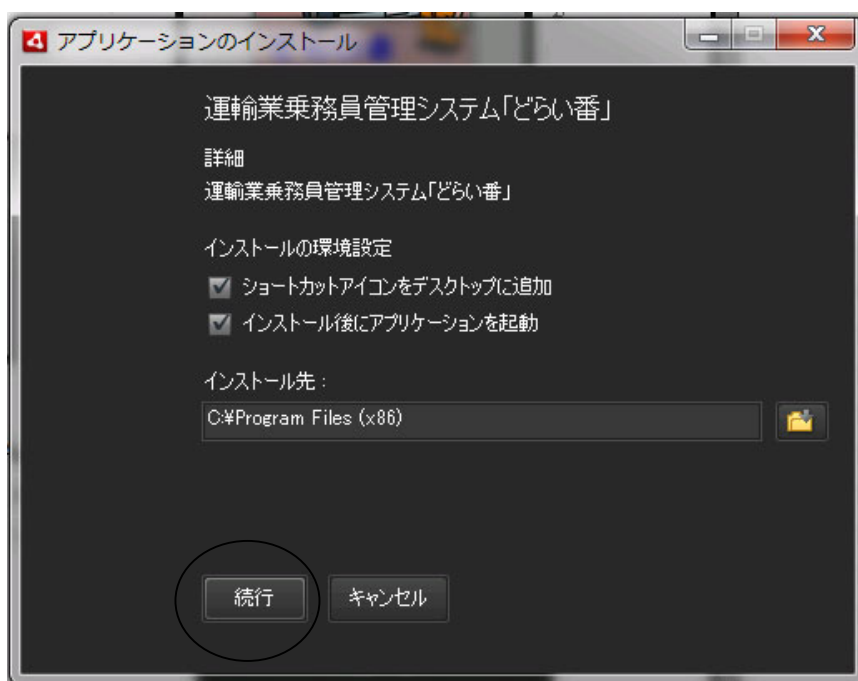 アプリケーションのインストール
運輸業乗務員管理システム「どらい番」
詳細
運輸業乗務員管理システム「どらい番」
インストールの環境設定
ショートカットアイコンをデスクトップに追加
インストール後にアプリケーションを起動
インストール先：
C:¥Program Files (x86)
続行
キャンセル